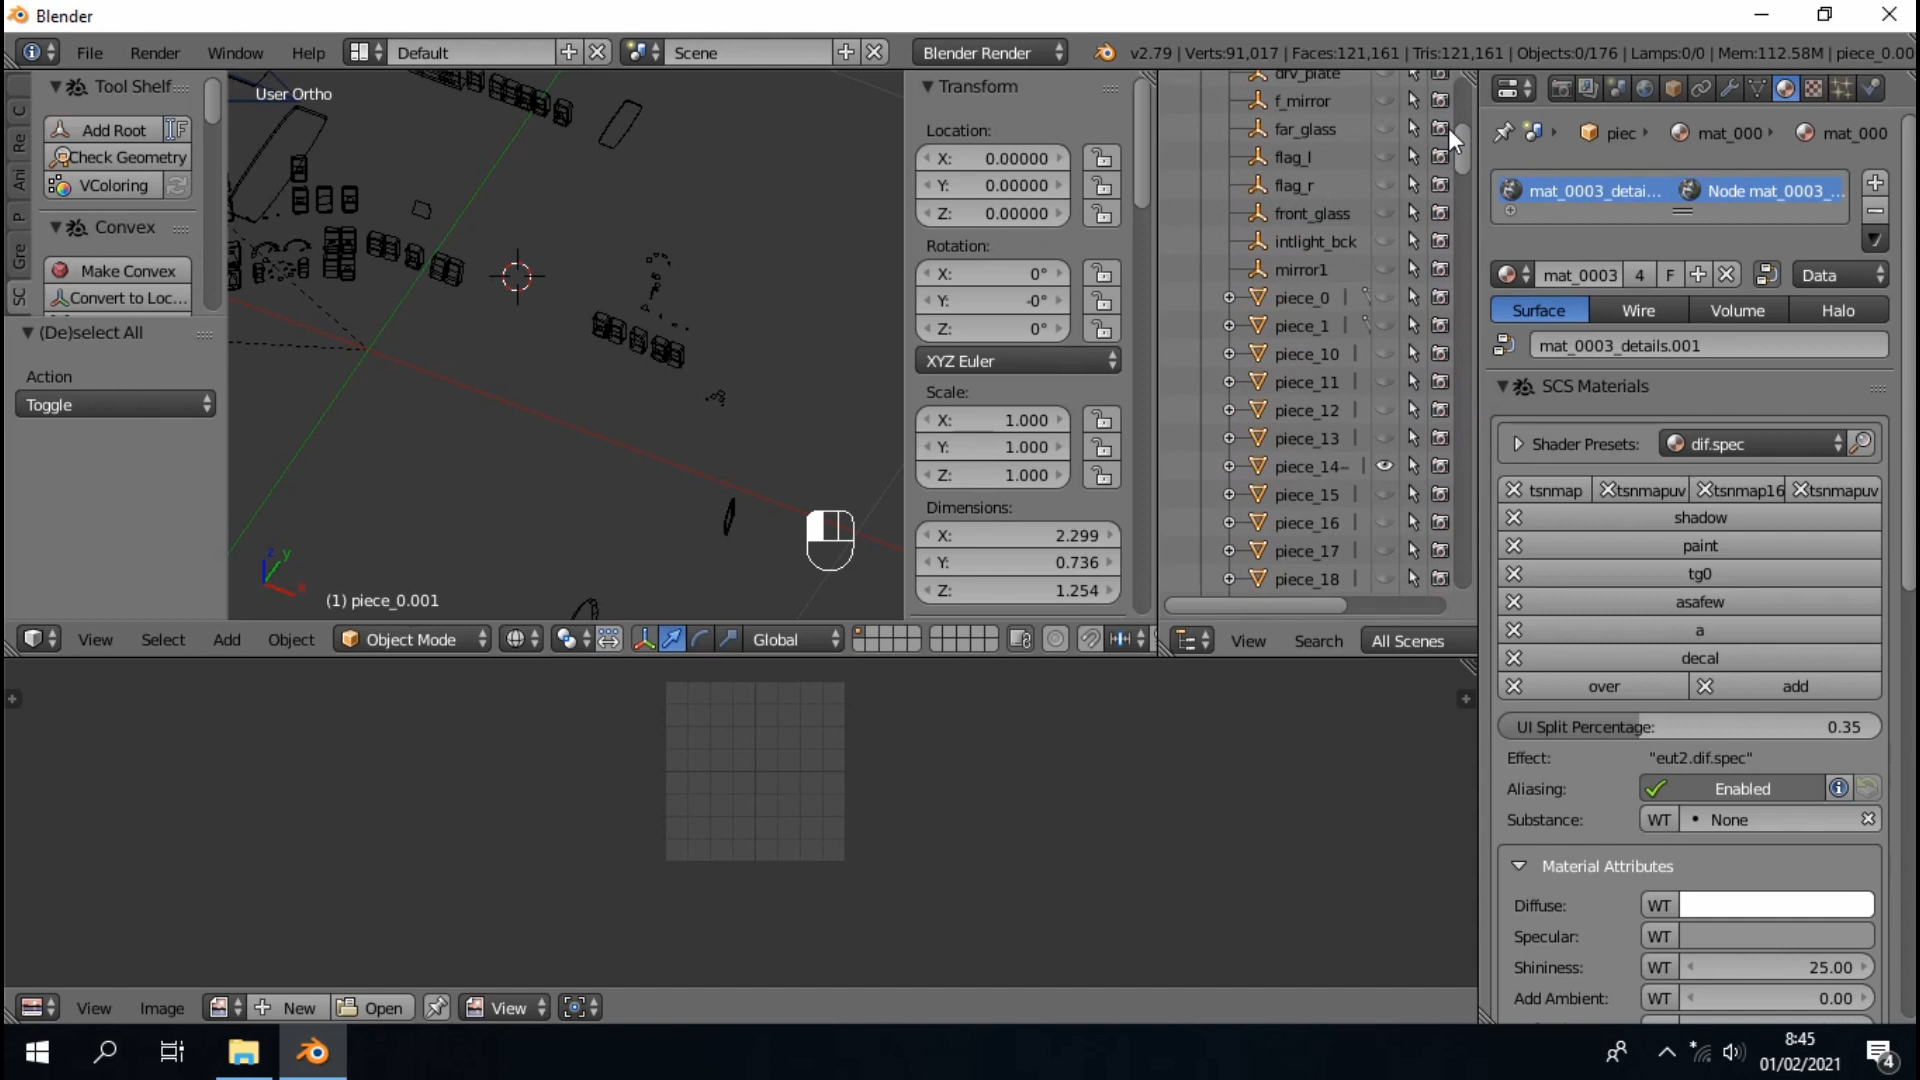 Blender
File Render Window Help Default Scene Blender Render v2.79 | Verts:91,017 | Faces:121,161 | Tris:121,161 | Objects:0/176 | Lamps:0/0 | Mem:112.58M | piece_0.00
Tool Shelf
Add Root
Check Geometry
VColoring
Convex
Make Convex
Convert to Loc...
C
Re
Ani
P
Gre
SC
(De)select All
Action
Toggle
User Ortho
z y
x
(1) piece_0.001
Transform
Location:
X: 0.00000
Y: 0.00000
Z: 0.00000
Rotation:
X: 0°
Y: -0°
Z: 0°
XYZ Euler
Scale:
X: 1.000
Y: 1.000
Z: 1.000
Dimensions:
X: 2.299
Y: 0.736
Z: 1.254
drv_plate
f_mirror
far_glass
flag_l
flag_r
front_glass
intlight_bck
mirror1
piece_0
piece_1
piece_10
piece_11
piece_12
piece_13
piece_14
piece_15
piece_16
piece_17
piece_18
View Select Add Object Object Mode Global
View Search All Scenes
piec mat_000 mat_000
mat_0003_detai... Node mat_0003_...
mat_0003 4 F Data
Surface Wire Volume Halo
mat_0003_details.001
SCS Materials
Shader Presets: dif.spec
tsnmap tsnmapuv tsnmap16 tsnmapuv
shadow
paint
tg0
asafew
a
decal
over add
UI Split Percentage: 0.35
Effect: "eut2.dif.spec"
Aliasing: Enabled
Substance: WT None
Material Attributes
Diffuse: WT
Specular: WT
Shininess: WT 25.00
Add Ambient: WT 0.00
View Image New Open View
8:45
01/02/2021
4